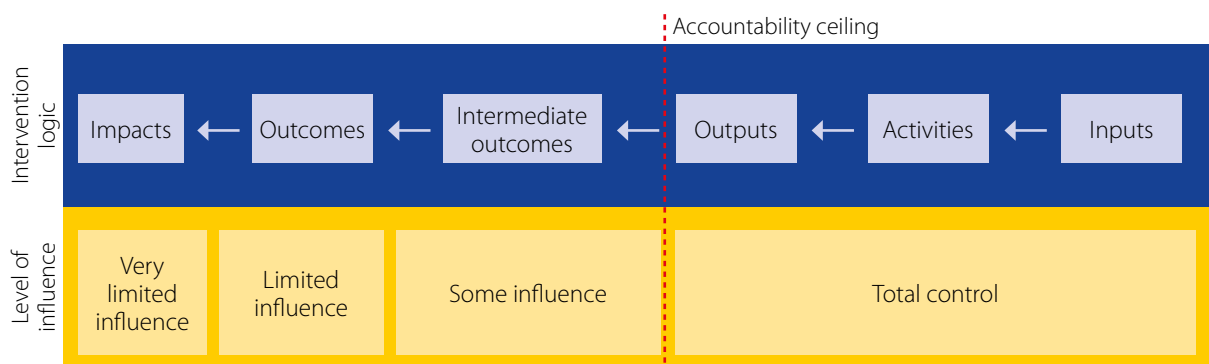 Accountability ceiling
Intervention
logic
Impacts
Outcomes
Intermediate
outcomes
Outputs
Activities
Inputs
Level of
influence
Very
limited
influence
Limited
influence
Some influence
Total control